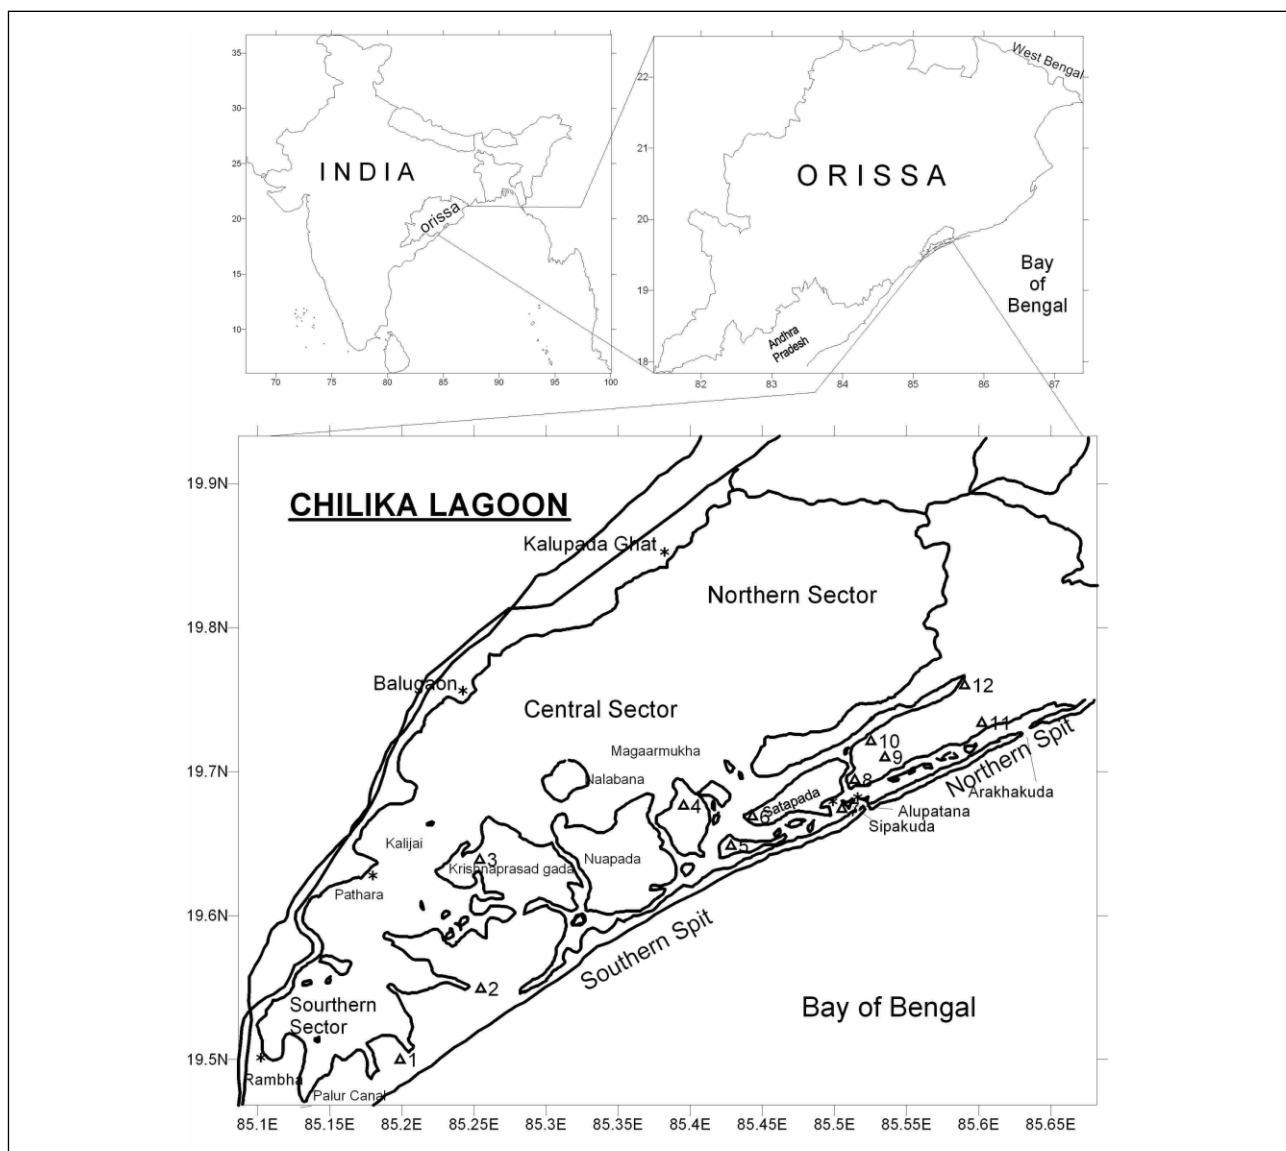 35
30
25
20
15
10
70
75
80
85
90
95
100
I N D I A
orissa
22
21
20
19
18
82
83
84
85
86
87
West Bengal
O R I S S A
Bay
of
Bengal
Andhra
Pradesh
19.9N
19.8N
19.7N
19.6N
19.5N
CHILIKA LAGOON
Kalupada Ghat
Northern Sector
Balugaon
12
Central Sector
11
10
Magaarmukha
9
Northern Spit
Nalabana
8
Satapada
Arakhakuda
4
6
7
Alupatana
Sipakuda
Kalijai
5
3
Krishnaprasad gada
Nuapada
Pathara
Southern Spit
2
Sourthern
Sector
Bay of Bengal
1
Rambha
Palur Canal
85.1E
85.15E
85.2E
85.25E
85.3E
85.35E
85.4E
85.45E
85.5E
85.55E
85.6E
85.65E